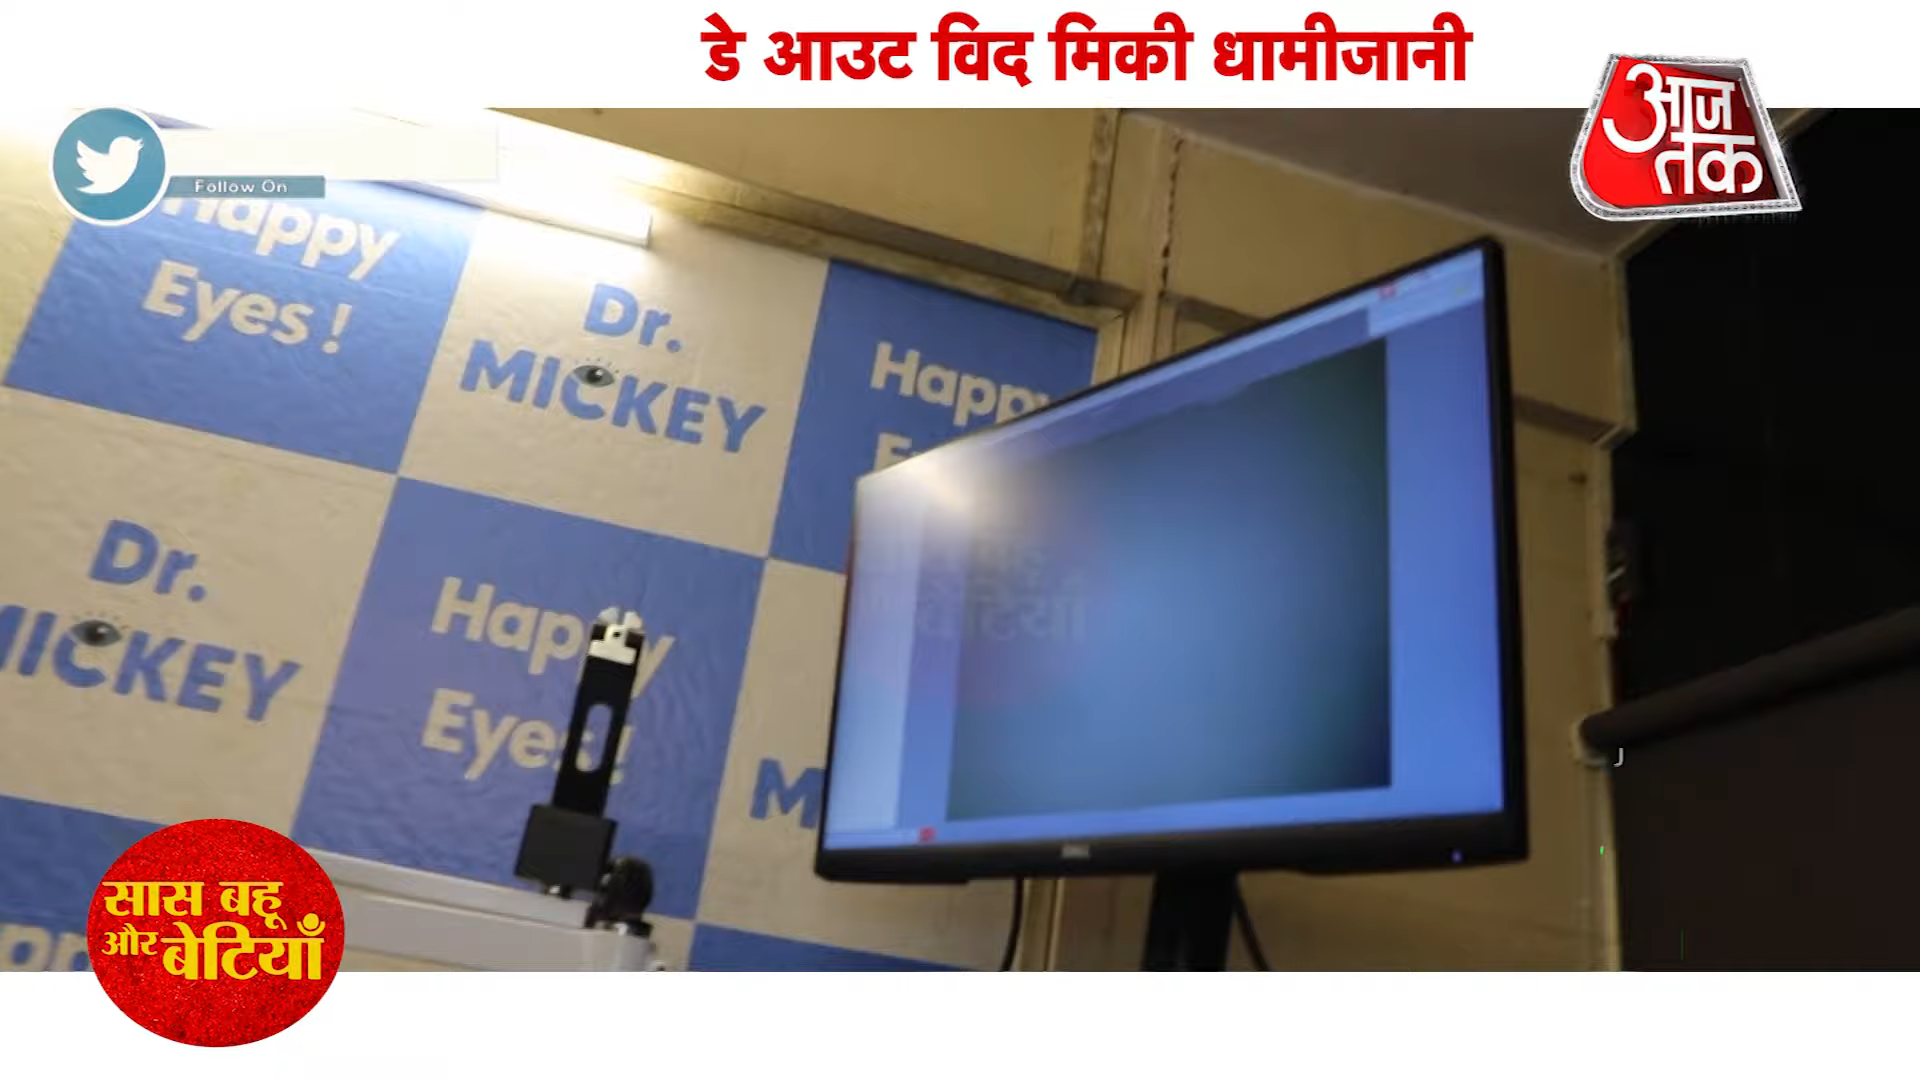 डे आउट विद मिकी धामीजानी
आज
तक
Follow On
Happy
Eyes !
Dr.
MICKEY
Happy
Dr.
MICKEY
Happy
Eyes!
सास बहू
और बेटियाँ